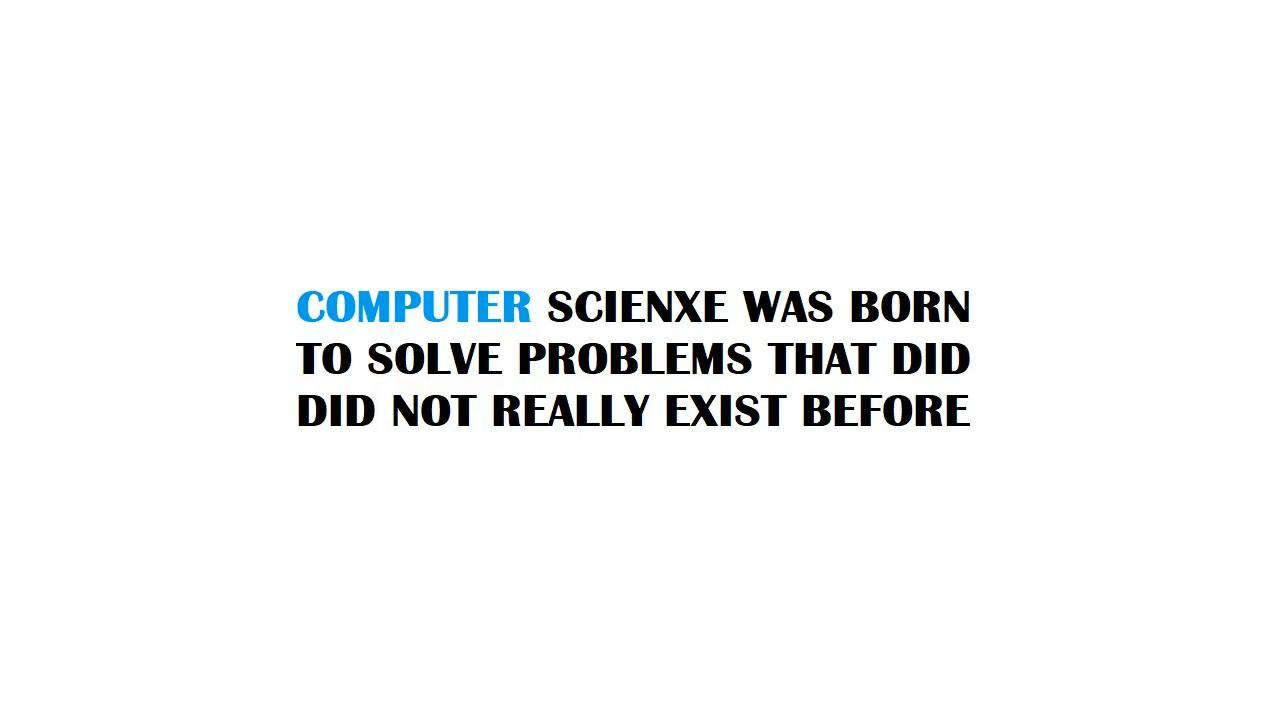 COMPUTER SCIENXE WAS BORN
TO SOLVE PROBLEMS THAT DID
DID NOT REALLY EXIST BEFORE